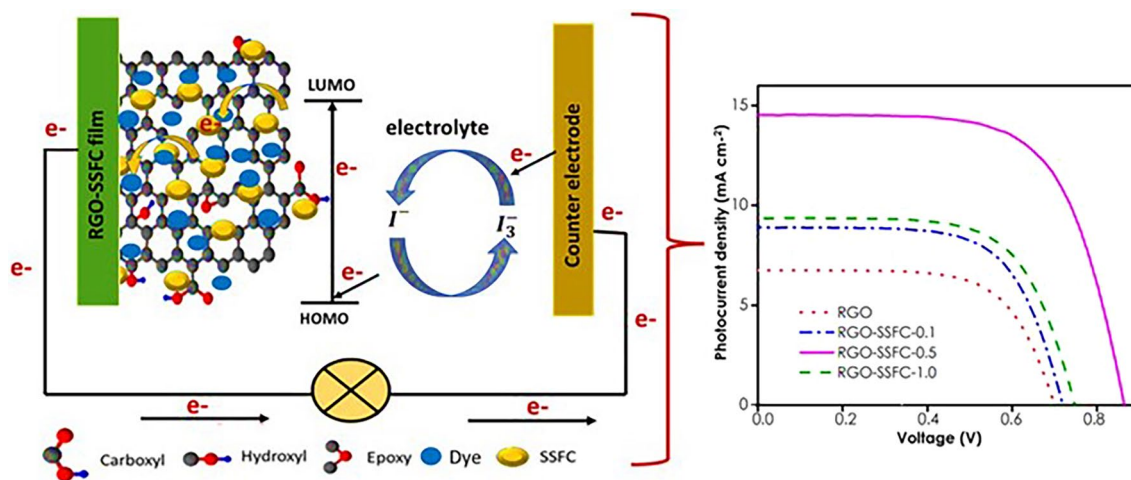 RGO-SSFC film
e-
e-
e-
LUMO
e-
HOMO
e-
electrolyte
e-
I⁻
I₃⁻
Counter electrode
e-
e-
e-
e-
Carboxyl
Hydroxyl
Epoxy
Dye
SSFC
Photocurrent density (mA cm⁻²)
15
10
5
0
0.0
0.2
0.4
0.6
0.8
Voltage (V)
RGO
RGO-SSFC-0.1
RGO-SSFC-0.5
RGO-SSFC-1.0